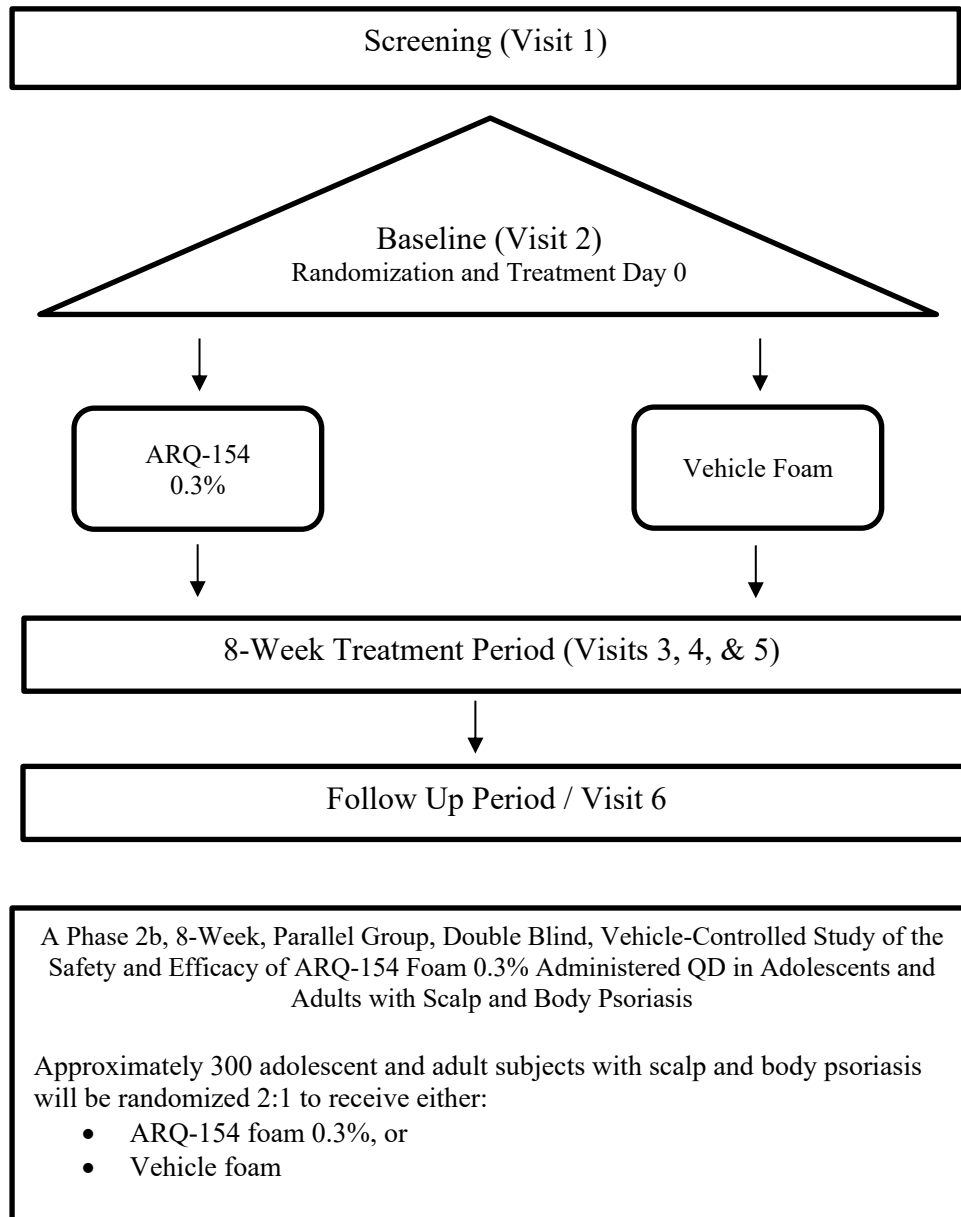 Screening (Visit 1)
Baseline (Visit 2)
Randomization and Treatment Day 0
ARQ-154
0.3%
Vehicle Foam
8-Week Treatment Period (Visits 3, 4, & 5)
Follow Up Period / Visit 6
A Phase 2b, 8-Week, Parallel Group, Double Blind, Vehicle-Controlled Study of the
Safety and Efficacy of ARQ-154 Foam 0.3% Administered QD in Adolescents and
Adults with Scalp and Body Psoriasis
Approximately 300 adolescent and adult subjects with scalp and body psoriasis
will be randomized 2:1 to receive either:
• ARQ-154 foam 0.3%, or
• Vehicle foam